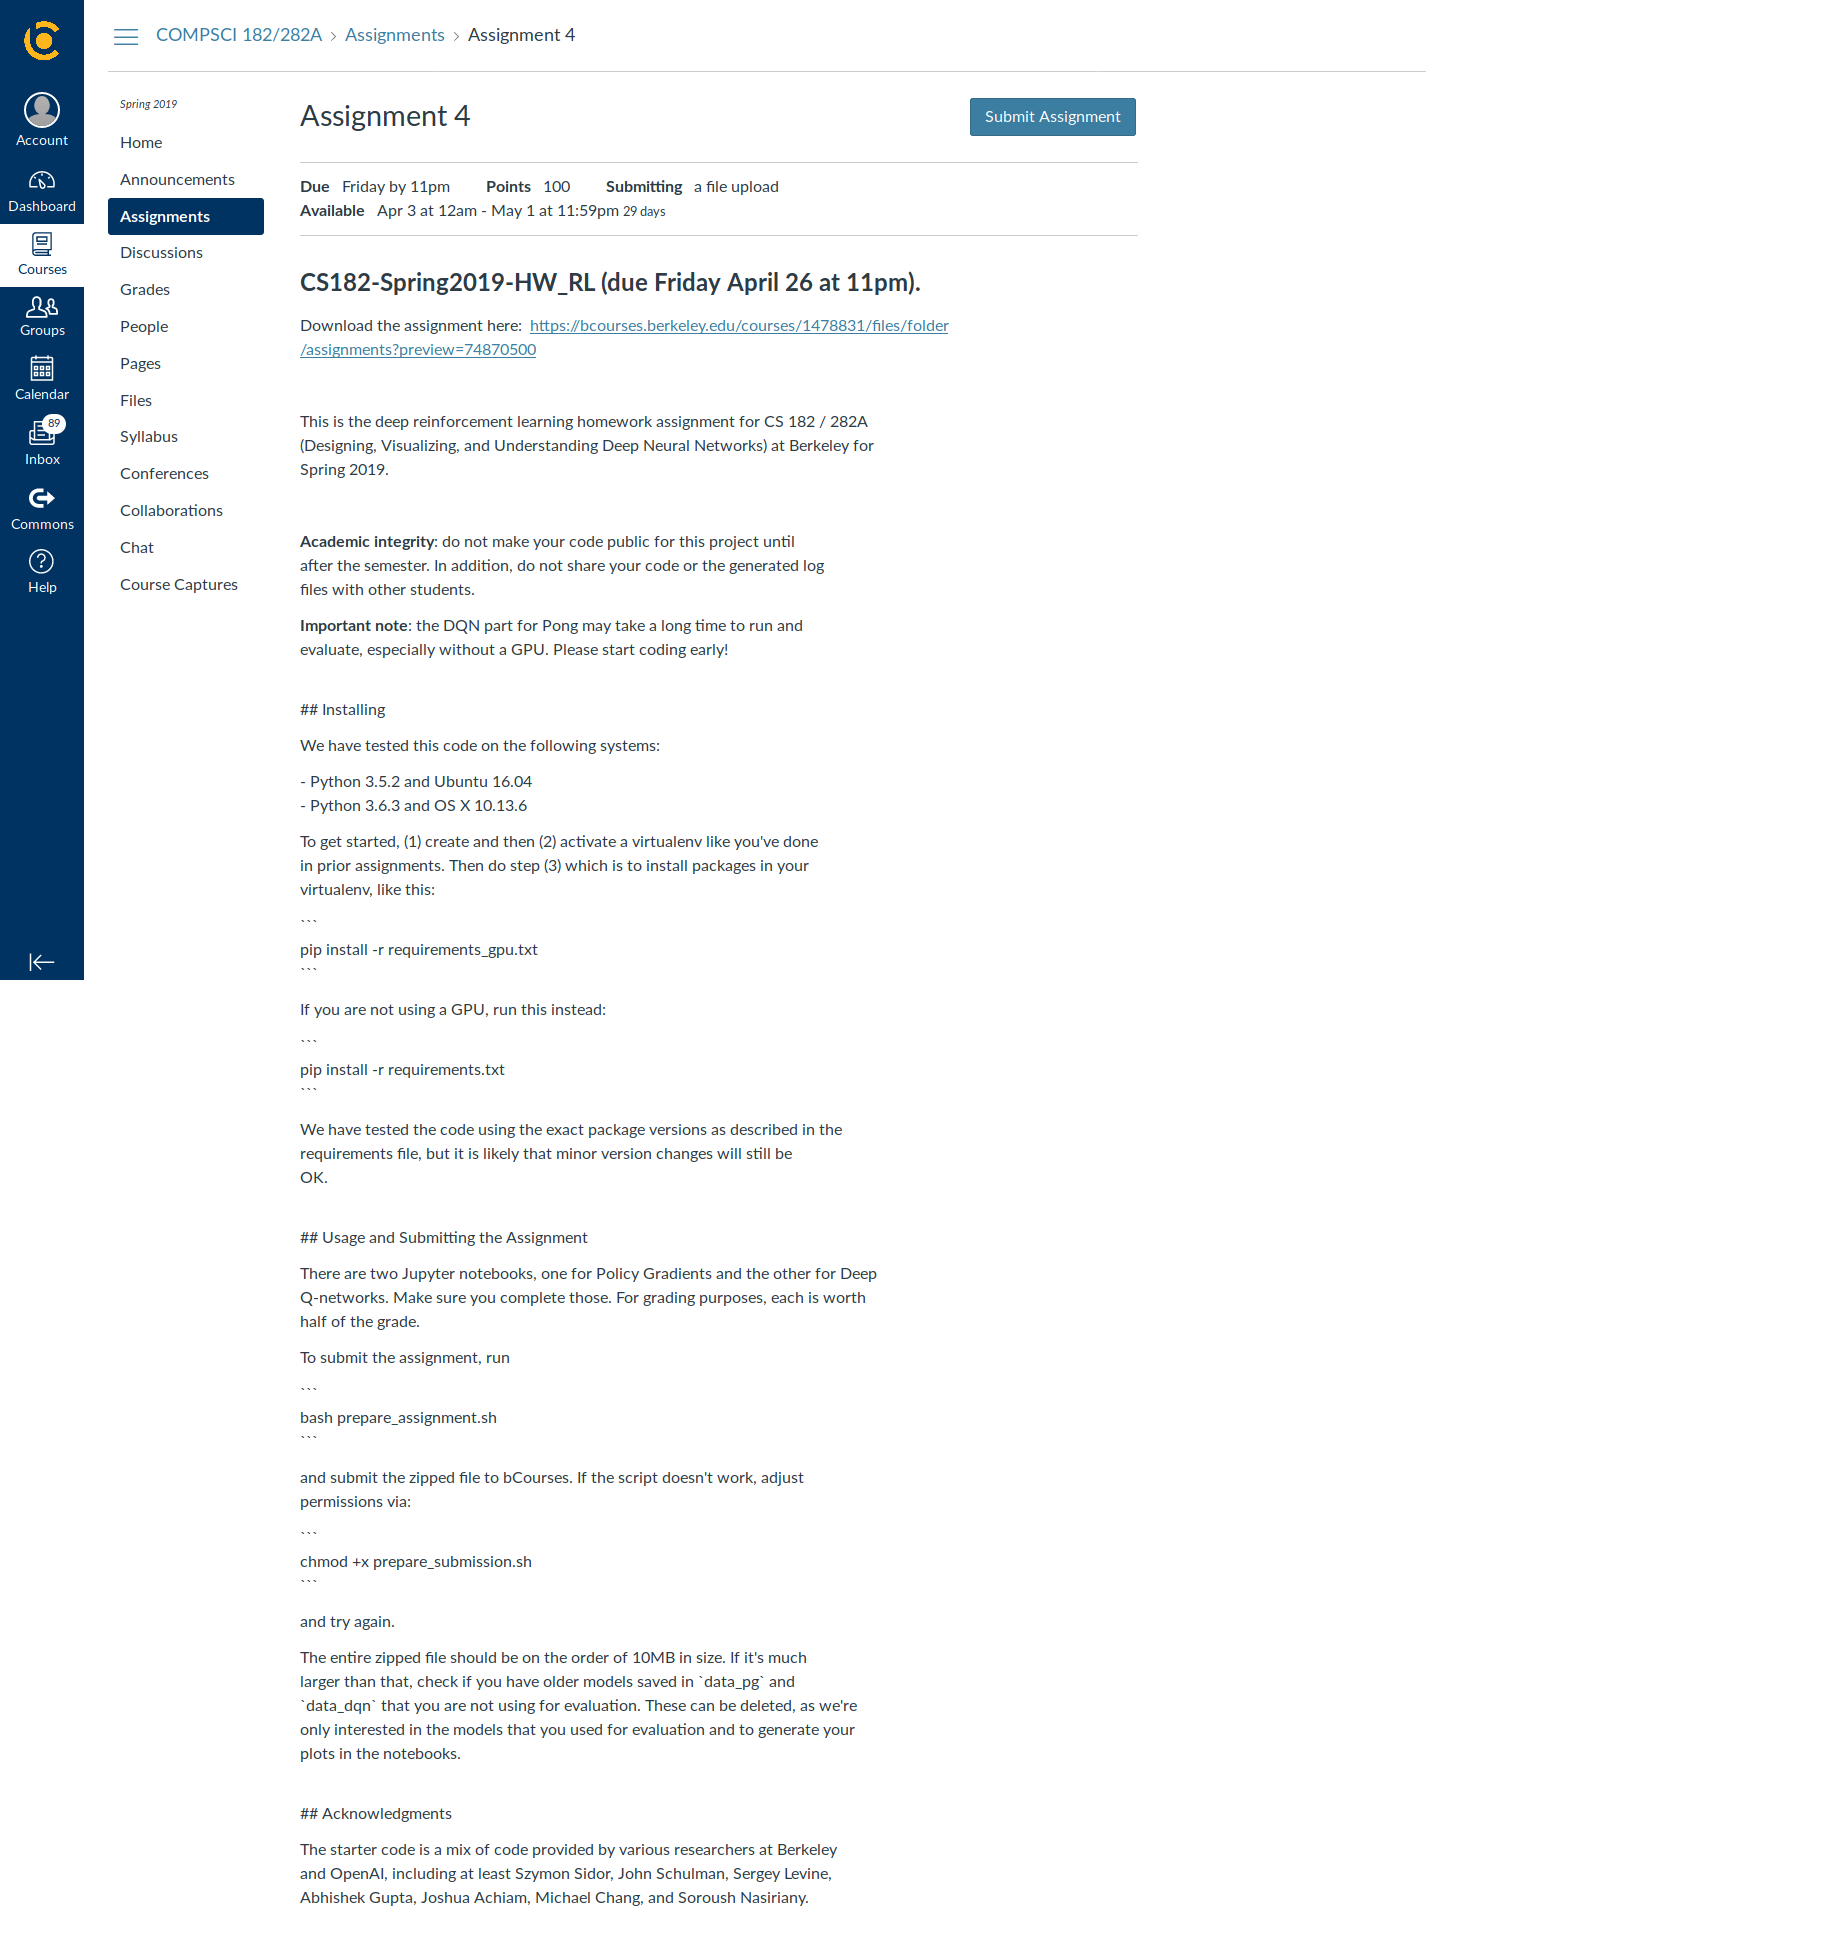 COMPSCI 182/282A › Assignments › Assignment 4
Account
Dashboard
Courses
Groups
Calendar
89
Inbox
Commons
Help
Spring 2019
Home
Announcements
Assignments
Discussions
Grades
People
Pages
Files
Syllabus
Conferences
Collaborations
Chat
Course Captures
Assignment 4
Submit Assignment
Due Friday by 11pm Points 100 Submitting a file upload
Available Apr 3 at 12am - May 1 at 11:59pm 29 days
CS182-Spring2019-HW_RL (due Friday April 26 at 11pm).
Download the assignment here: https://bcourses.berkeley.edu/courses/1478831/files/folder
/assignments?preview=74870500
This is the deep reinforcement learning homework assignment for CS 182 / 282A
(Designing, Visualizing, and Understanding Deep Neural Networks) at Berkeley for
Spring 2019.
Academic integrity: do not make your code public for this project until
after the semester. In addition, do not share your code or the generated log
files with other students.
Important note: the DQN part for Pong may take a long time to run and
evaluate, especially without a GPU. Please start coding early!
## Installing
We have tested this code on the following systems:
- Python 3.5.2 and Ubuntu 16.04
- Python 3.6.3 and OS X 10.13.6
To get started, (1) create and then (2) activate a virtualenv like you've done
in prior assignments. Then do step (3) which is to install packages in your
virtualenv, like this:
```
pip install -r requirements_gpu.txt
```
If you are not using a GPU, run this instead:
```
pip install -r requirements.txt
```
We have tested the code using the exact package versions as described in the
requirements file, but it is likely that minor version changes will still be
OK.
## Usage and Submitting the Assignment
There are two Jupyter notebooks, one for Policy Gradients and the other for Deep
Q-networks. Make sure you complete those. For grading purposes, each is worth
half of the grade.
To submit the assignment, run
```
bash prepare_assignment.sh
```
and submit the zipped file to bCourses. If the script doesn't work, adjust
permissions via:
```
chmod +x prepare_submission.sh
```
and try again.
The entire zipped file should be on the order of 10MB in size. If it's much
larger than that, check if you have older models saved in `data_pg` and
`data_dqn` that you are not using for evaluation. These can be deleted, as we're
only interested in the models that you used for evaluation and to generate your
plots in the notebooks.
## Acknowledgments
The starter code is a mix of code provided by various researchers at Berkeley
and OpenAI, including at least Szymon Sidor, John Schulman, Sergey Levine,
Abhishek Gupta, Joshua Achiam, Michael Chang, and Soroush Nasiriany.